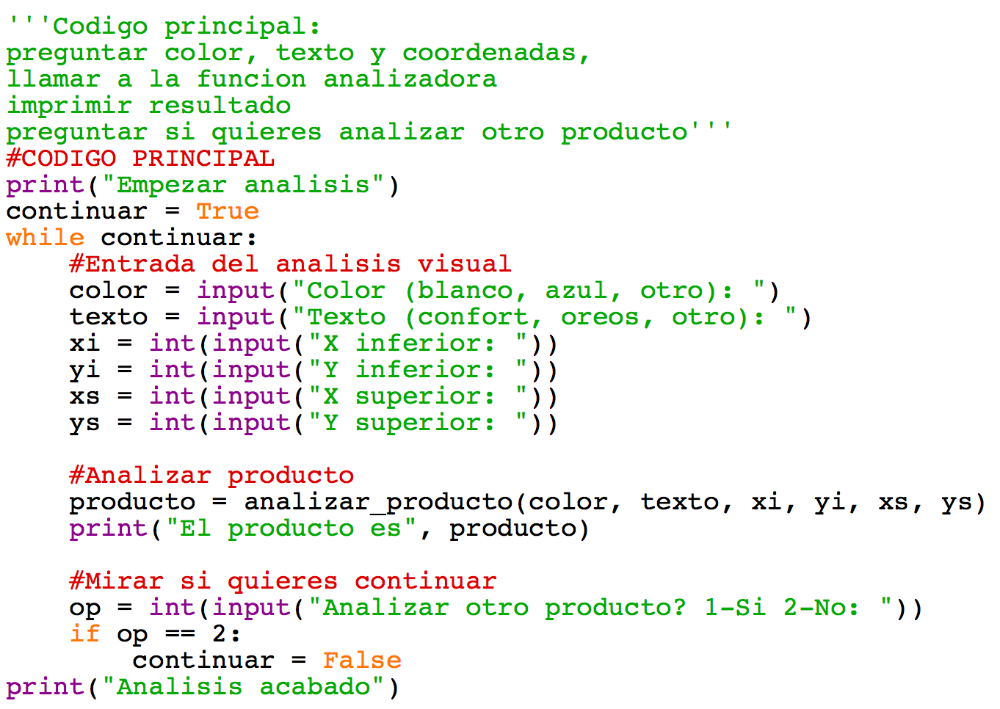 '''Codigo principal:
preguntar color, texto y coordenadas,
llamar a la funcion analizadora
imprimir resultado
preguntar si quieres analizar otro producto'''
#CODIGO PRINCIPAL
print("Empezar analisis")
continuar = True
while continuar:
    #Entrada del analisis visual
    color = input("Color (blanco, azul, otro): ")
    texto = input("Texto (confort, oreos, otro): ")
    xi = int(input("X inferior: "))
    yi = int(input("Y inferior: "))
    xs = int(input("X superior: "))
    ys = int(input("Y superior: "))

    #Analizar producto
    producto = analizar_producto(color, texto, xi, yi, xs, ys)
    print("El producto es", producto)

    #Mirar si quieres continuar
    op = int(input("Analizar otro producto? 1-Si 2-No: "))
    if op == 2:
        continuar = False
print("Analisis acabado")